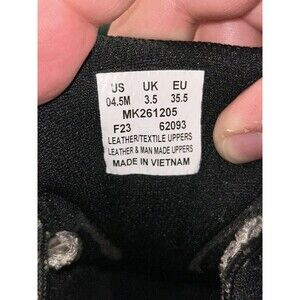 US UK EU
04.5M 3.5 35.5
MK261205
F23 62093
LEATHER/TEXTILE UPPERS
LEATHER & MAN MADE UPPERS
MADE IN VIETNAM